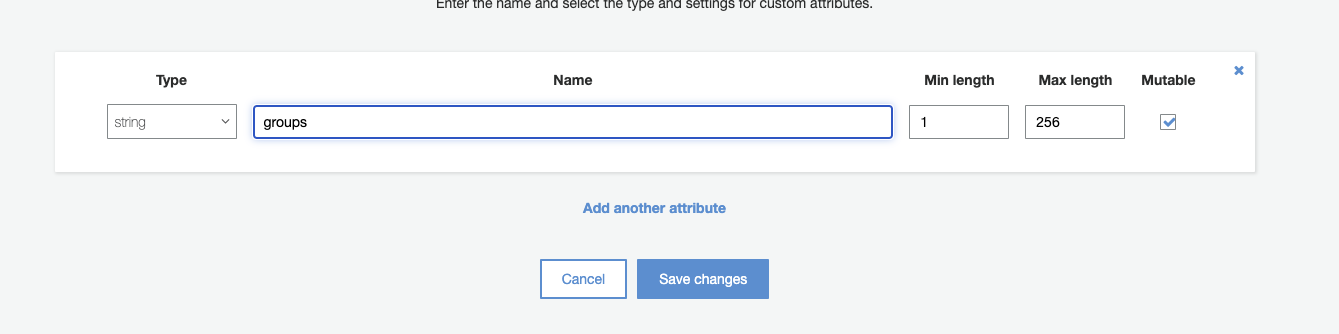 Enter the name and select the type and settings for custom attributes.
Type Name Min length Max length Mutable
string groups 1 256
Add another attribute
Cancel Save changes